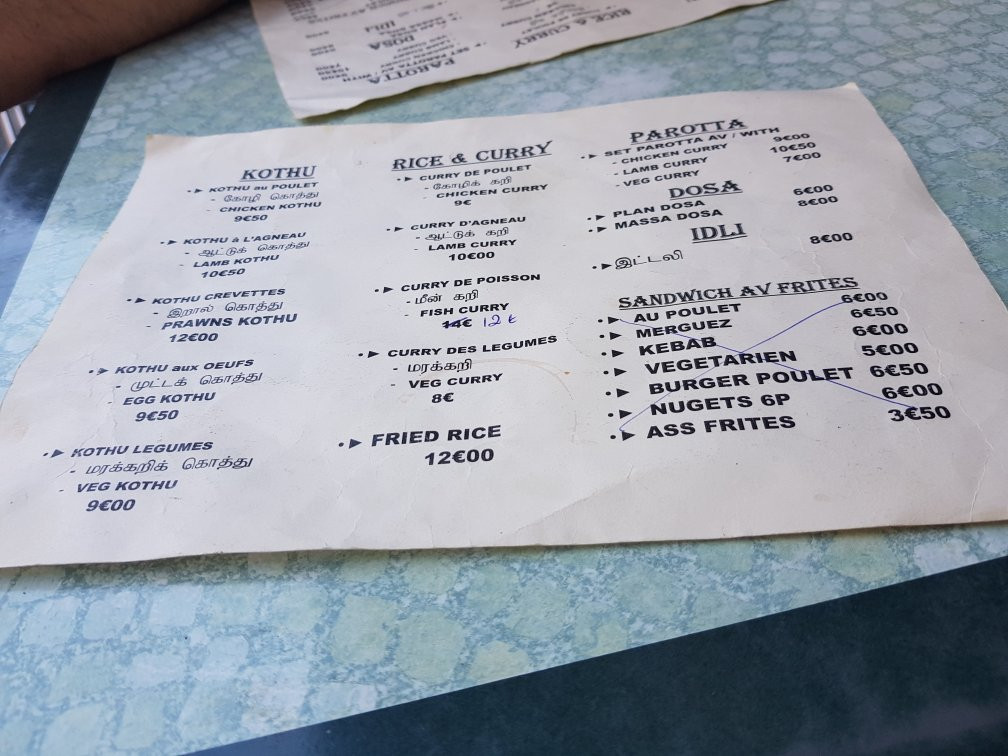 KOTHU
KOTHU au POULET
- கோழி கொத்து
- CHICKEN KOTHU
9€50
KOTHU à L'AGNEAU
- ஆட்டுக் கொத்து
- LAMB KOTHU
10€50
KOTHU CREVETTES
- இறால் கொத்து
- PRAWNS KOTHU
12€00
KOTHU aux OEUFS
- முட்டக் கொத்து
- EGG KOTHU
9€50
KOTHU LEGUMES
- மரக்கறிக் கொத்து
- VEG KOTHU
9€00
RICE & CURRY
CURRY DE POULET
- கோழிக் கறி
- CHICKEN CURRY
9€
CURRY D'AGNEAU
- ஆட்டுக் கறி
- LAMB CURRY
10€00
CURRY DE POISSON
- மீன் கறி
- FISH CURRY
14€ 12€
CURRY DES LEGUMES
- மரக்கறி
- VEG CURRY
8€
FRIED RICE
12€00
PAROTTA
SET PAROTTA AV / WITH
- CHICKEN CURRY 9€00
- LAMB CURRY 10€50
- VEG CURRY 7€00
DOSA
PLAN DOSA 6€00
MASSA DOSA 8€00
IDLI
இட்டலி 8€00
SANDWICH AV FRITES
AU POULET 6€00
MERGUEZ 6€50
KEBAB 6€00
VEGETARIEN 5€00
BURGER POULET 6€50
NUGETS 6P 6€00
ASS FRITES 3€50
RICE & CURRY
IDLI
DOSA
PAROTTA